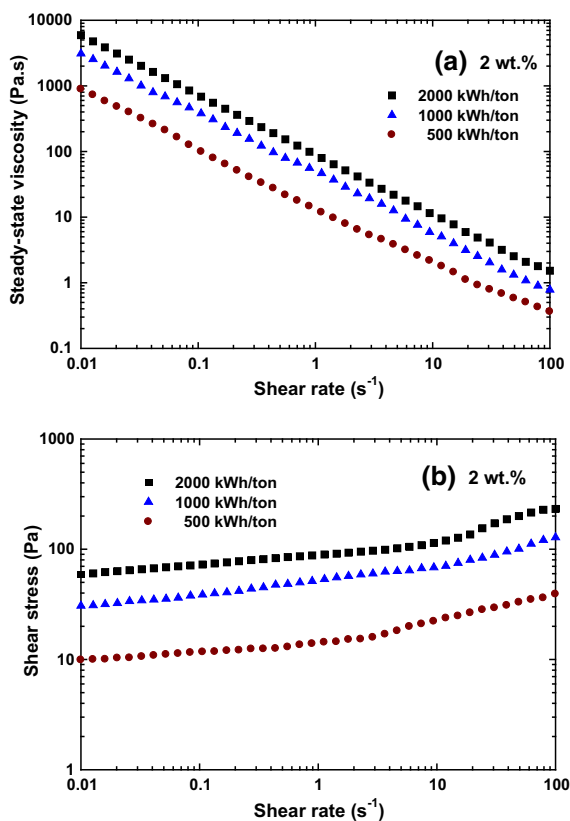 10000
1000
100
10
1
0.1
Steady-state viscosity (Pa.s)
(a) 2 wt.%
2000 kWh/ton
1000 kWh/ton
500 kWh/ton
0.01 0.1 1 10 100
Shear rate (s⁻¹)
1000
100
10
1
Shear stress (Pa)
(b) 2 wt.%
2000 kWh/ton
1000 kWh/ton
500 kWh/ton
0.01 0.1 1 10 100
Shear rate (s⁻¹)